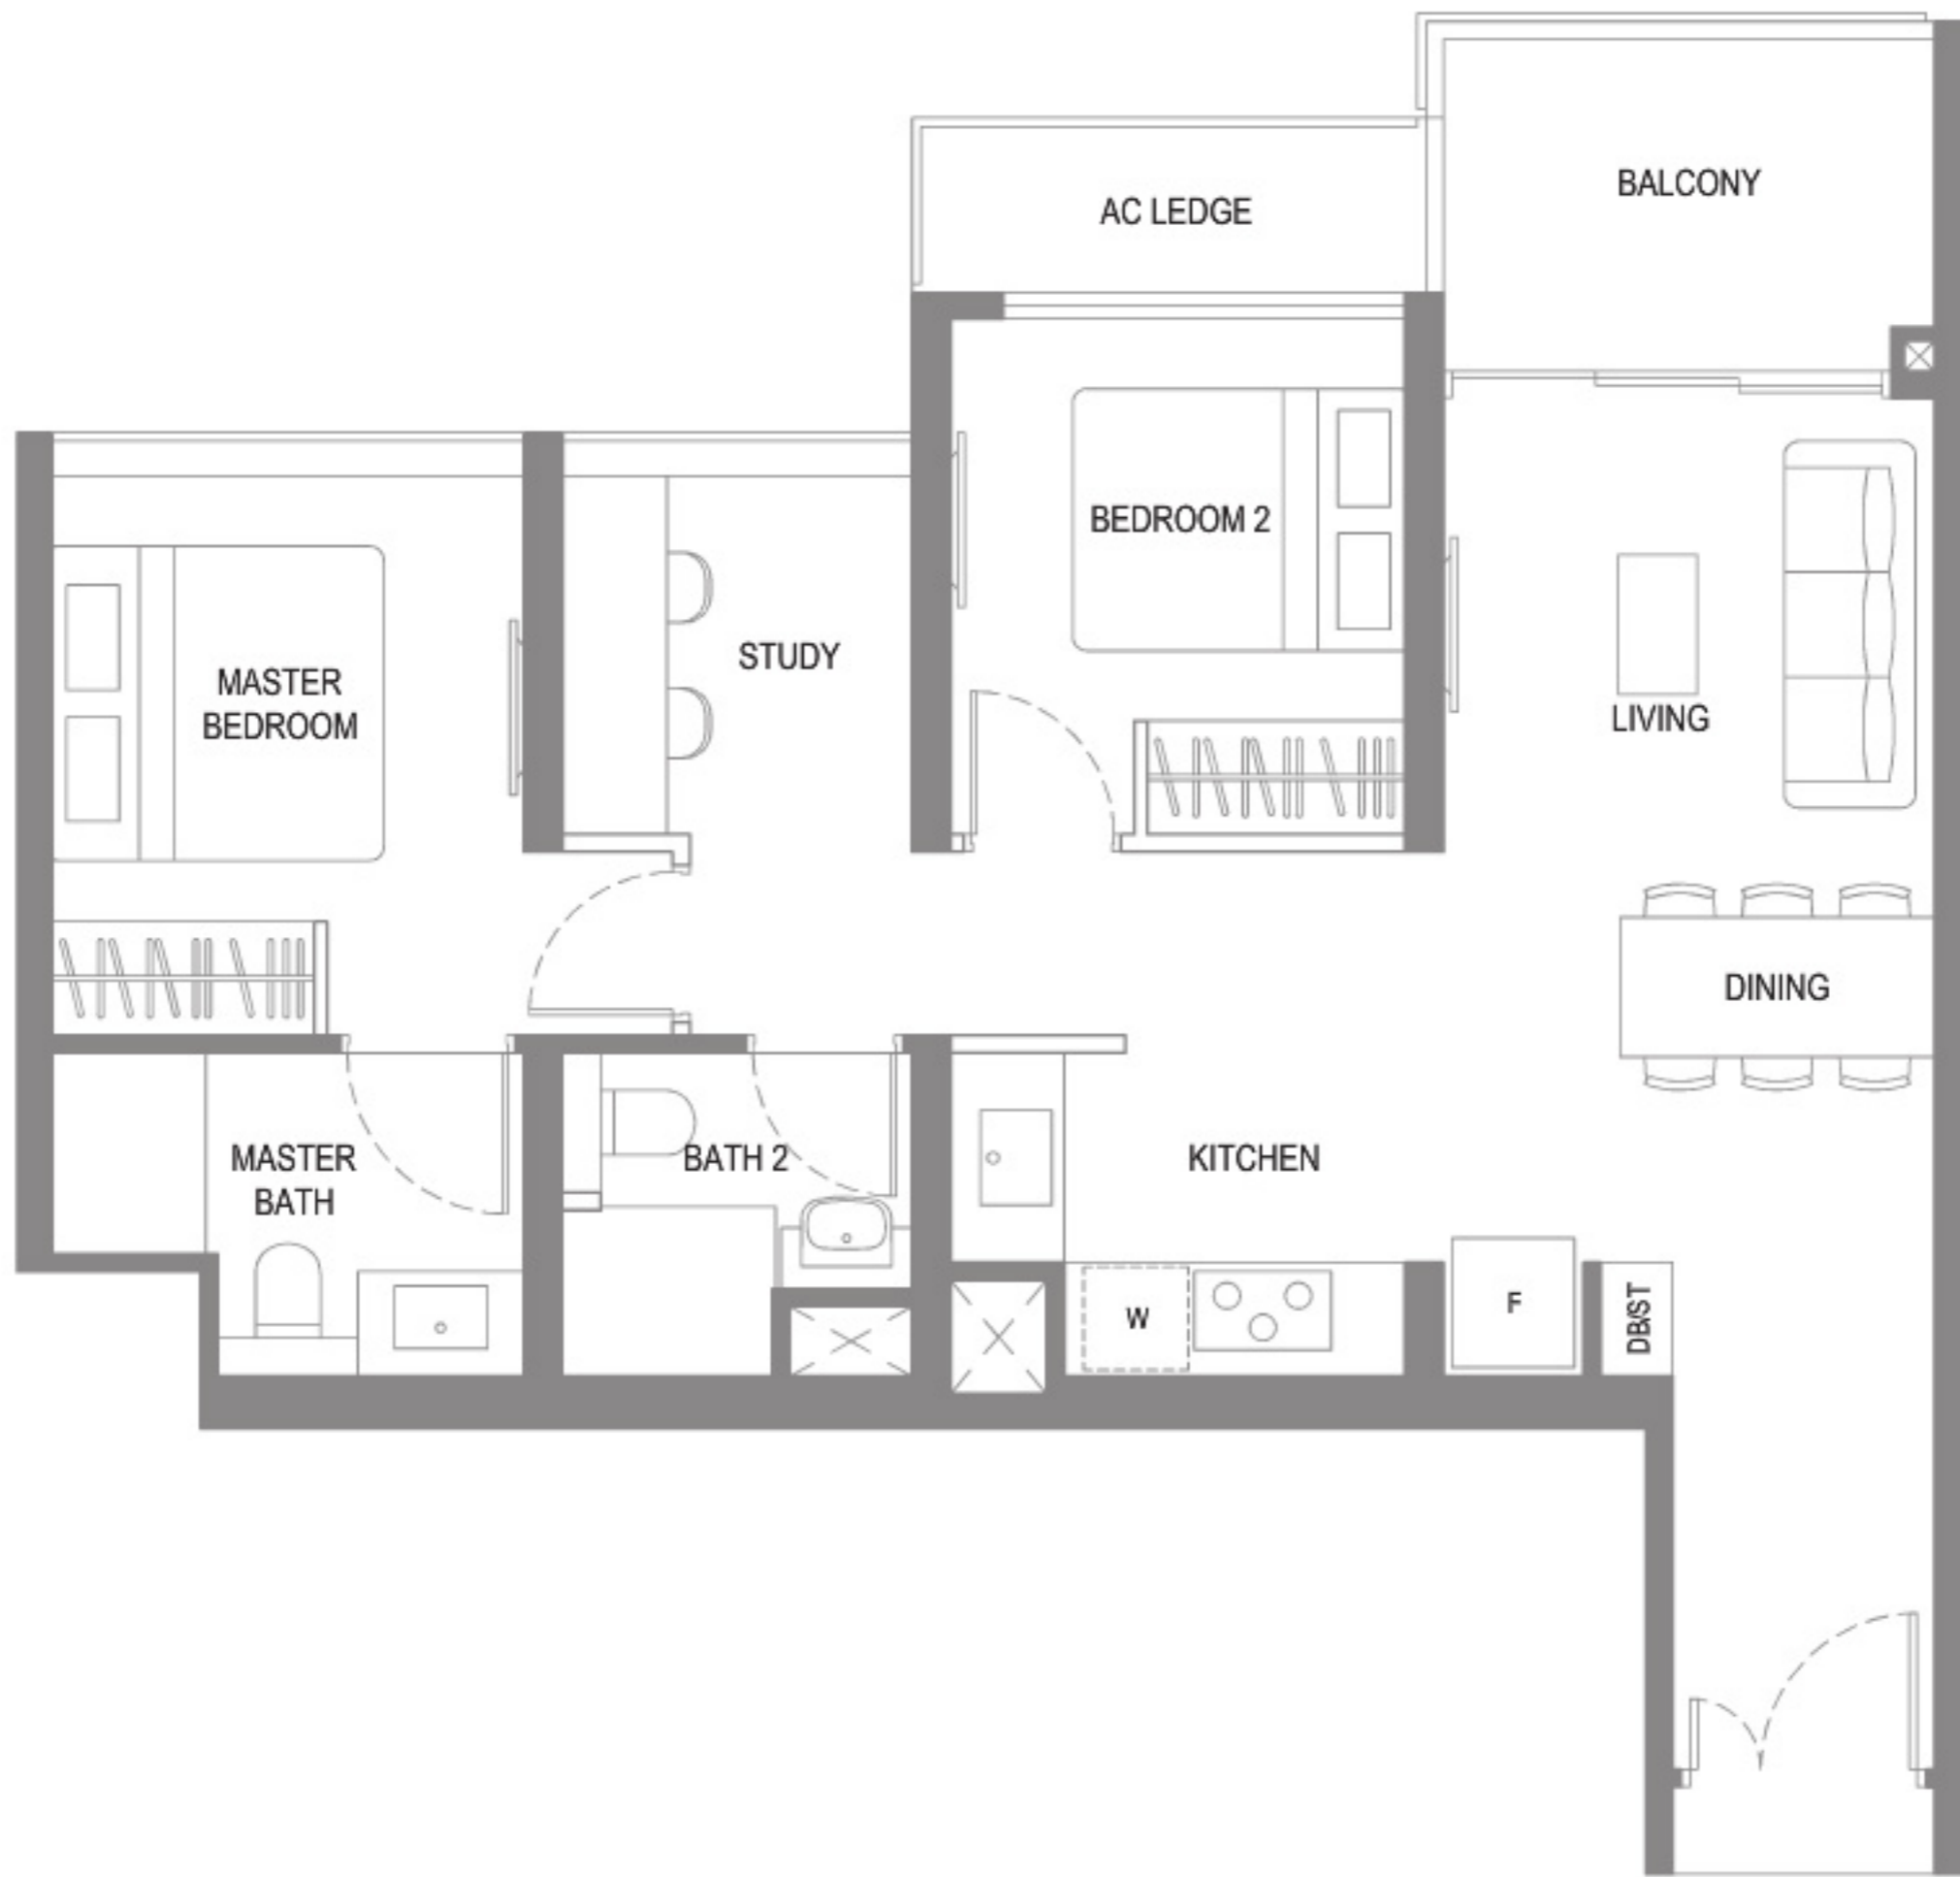 BALCONY
AC LEDGE
BEDROOM 2
STUDY
MASTER
BEDROOM
LIVING
DINING
MASTER
BATH
BATH 2
KITCHEN
W
F
DB/ST